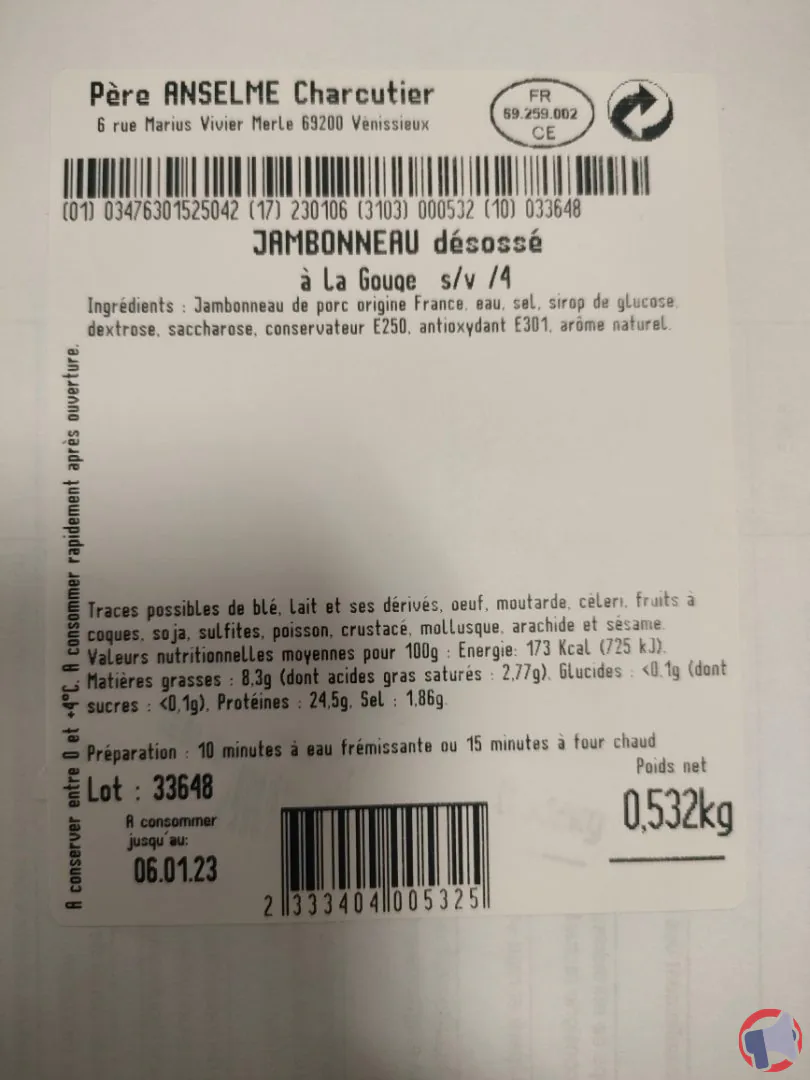 Père ANSELME Charcutier
6 rue Marius Vivier Merle 69200 Vénissieux
FR
69.259.002
CE
(01) 03476301525042 (17) 230106 (3103) 000532 (10) 033648
JAMBONNEAU désossé
à La Gouge s/v /4
Ingrédients : Jambonneau de porc origine France, eau, sel, sirop de glucose,
dextrose, saccharose, conservateur E250, antioxydant E301, arôme naturel.
Traces possibles de blé, lait et ses dérivés, oeuf, moutarde, céleri, fruits à
coques, soja, sulfites, poisson, crustacé, mollusque, arachide et sésame.
Valeurs nutritionnelles moyennes pour 100g : Energie: 173 Kcal (725 kJ),
Matières grasses : 8,3g (dont acides gras saturés : 2,77g), Glucides : <0,1g (dont
sucres : <0,1g), Protéines : 24,5g, Sel : 1,86g.
Préparation : 10 minutes à eau frémissante ou 15 minutes à four chaud
Poids net
0,532kg
Lot : 33648
A consommer
jusqu'au:
06.01.23
2 333404 005325
A conserver entre 0 et +4°C. A consommer rapidement après ouverture.